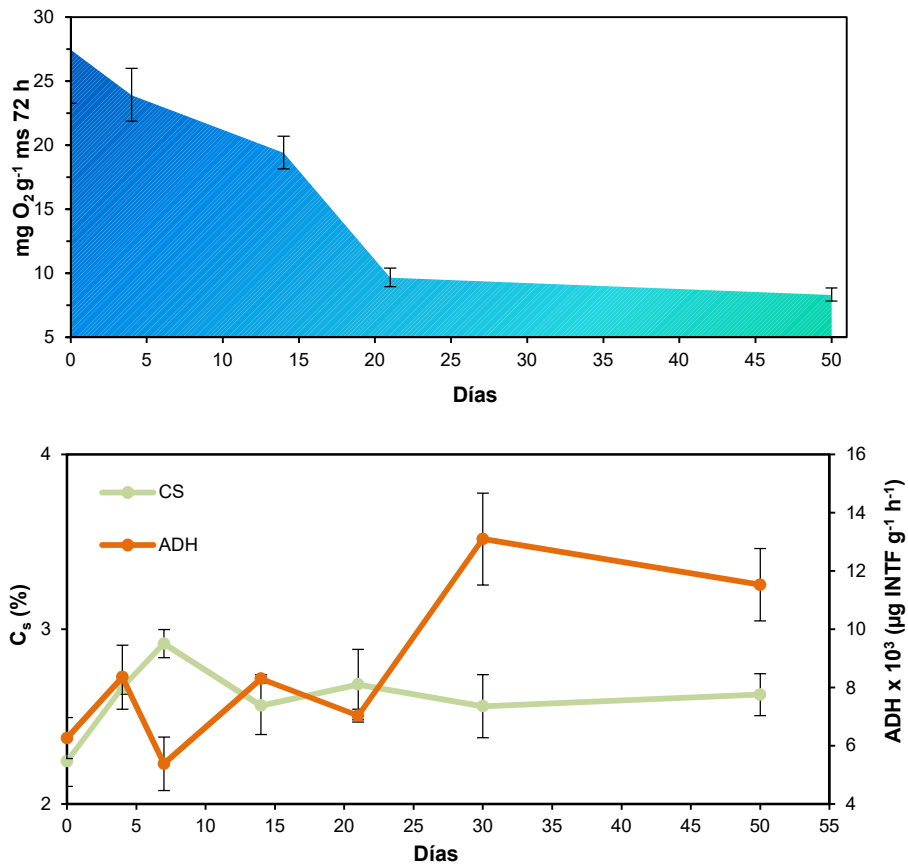 30
25
20
15
10
5
mg O₂ g⁻¹ ms 72 h
0 5 10 15 20 25 30 35 40 45 50
Días
4
3
2
Cₛ (%)
CS
ADH
16
14
12
10
8
6
4
ADH x 10³ (µg INTF g⁻¹ h⁻¹)
0 5 10 15 20 25 30 35 40 45 50 55
Días